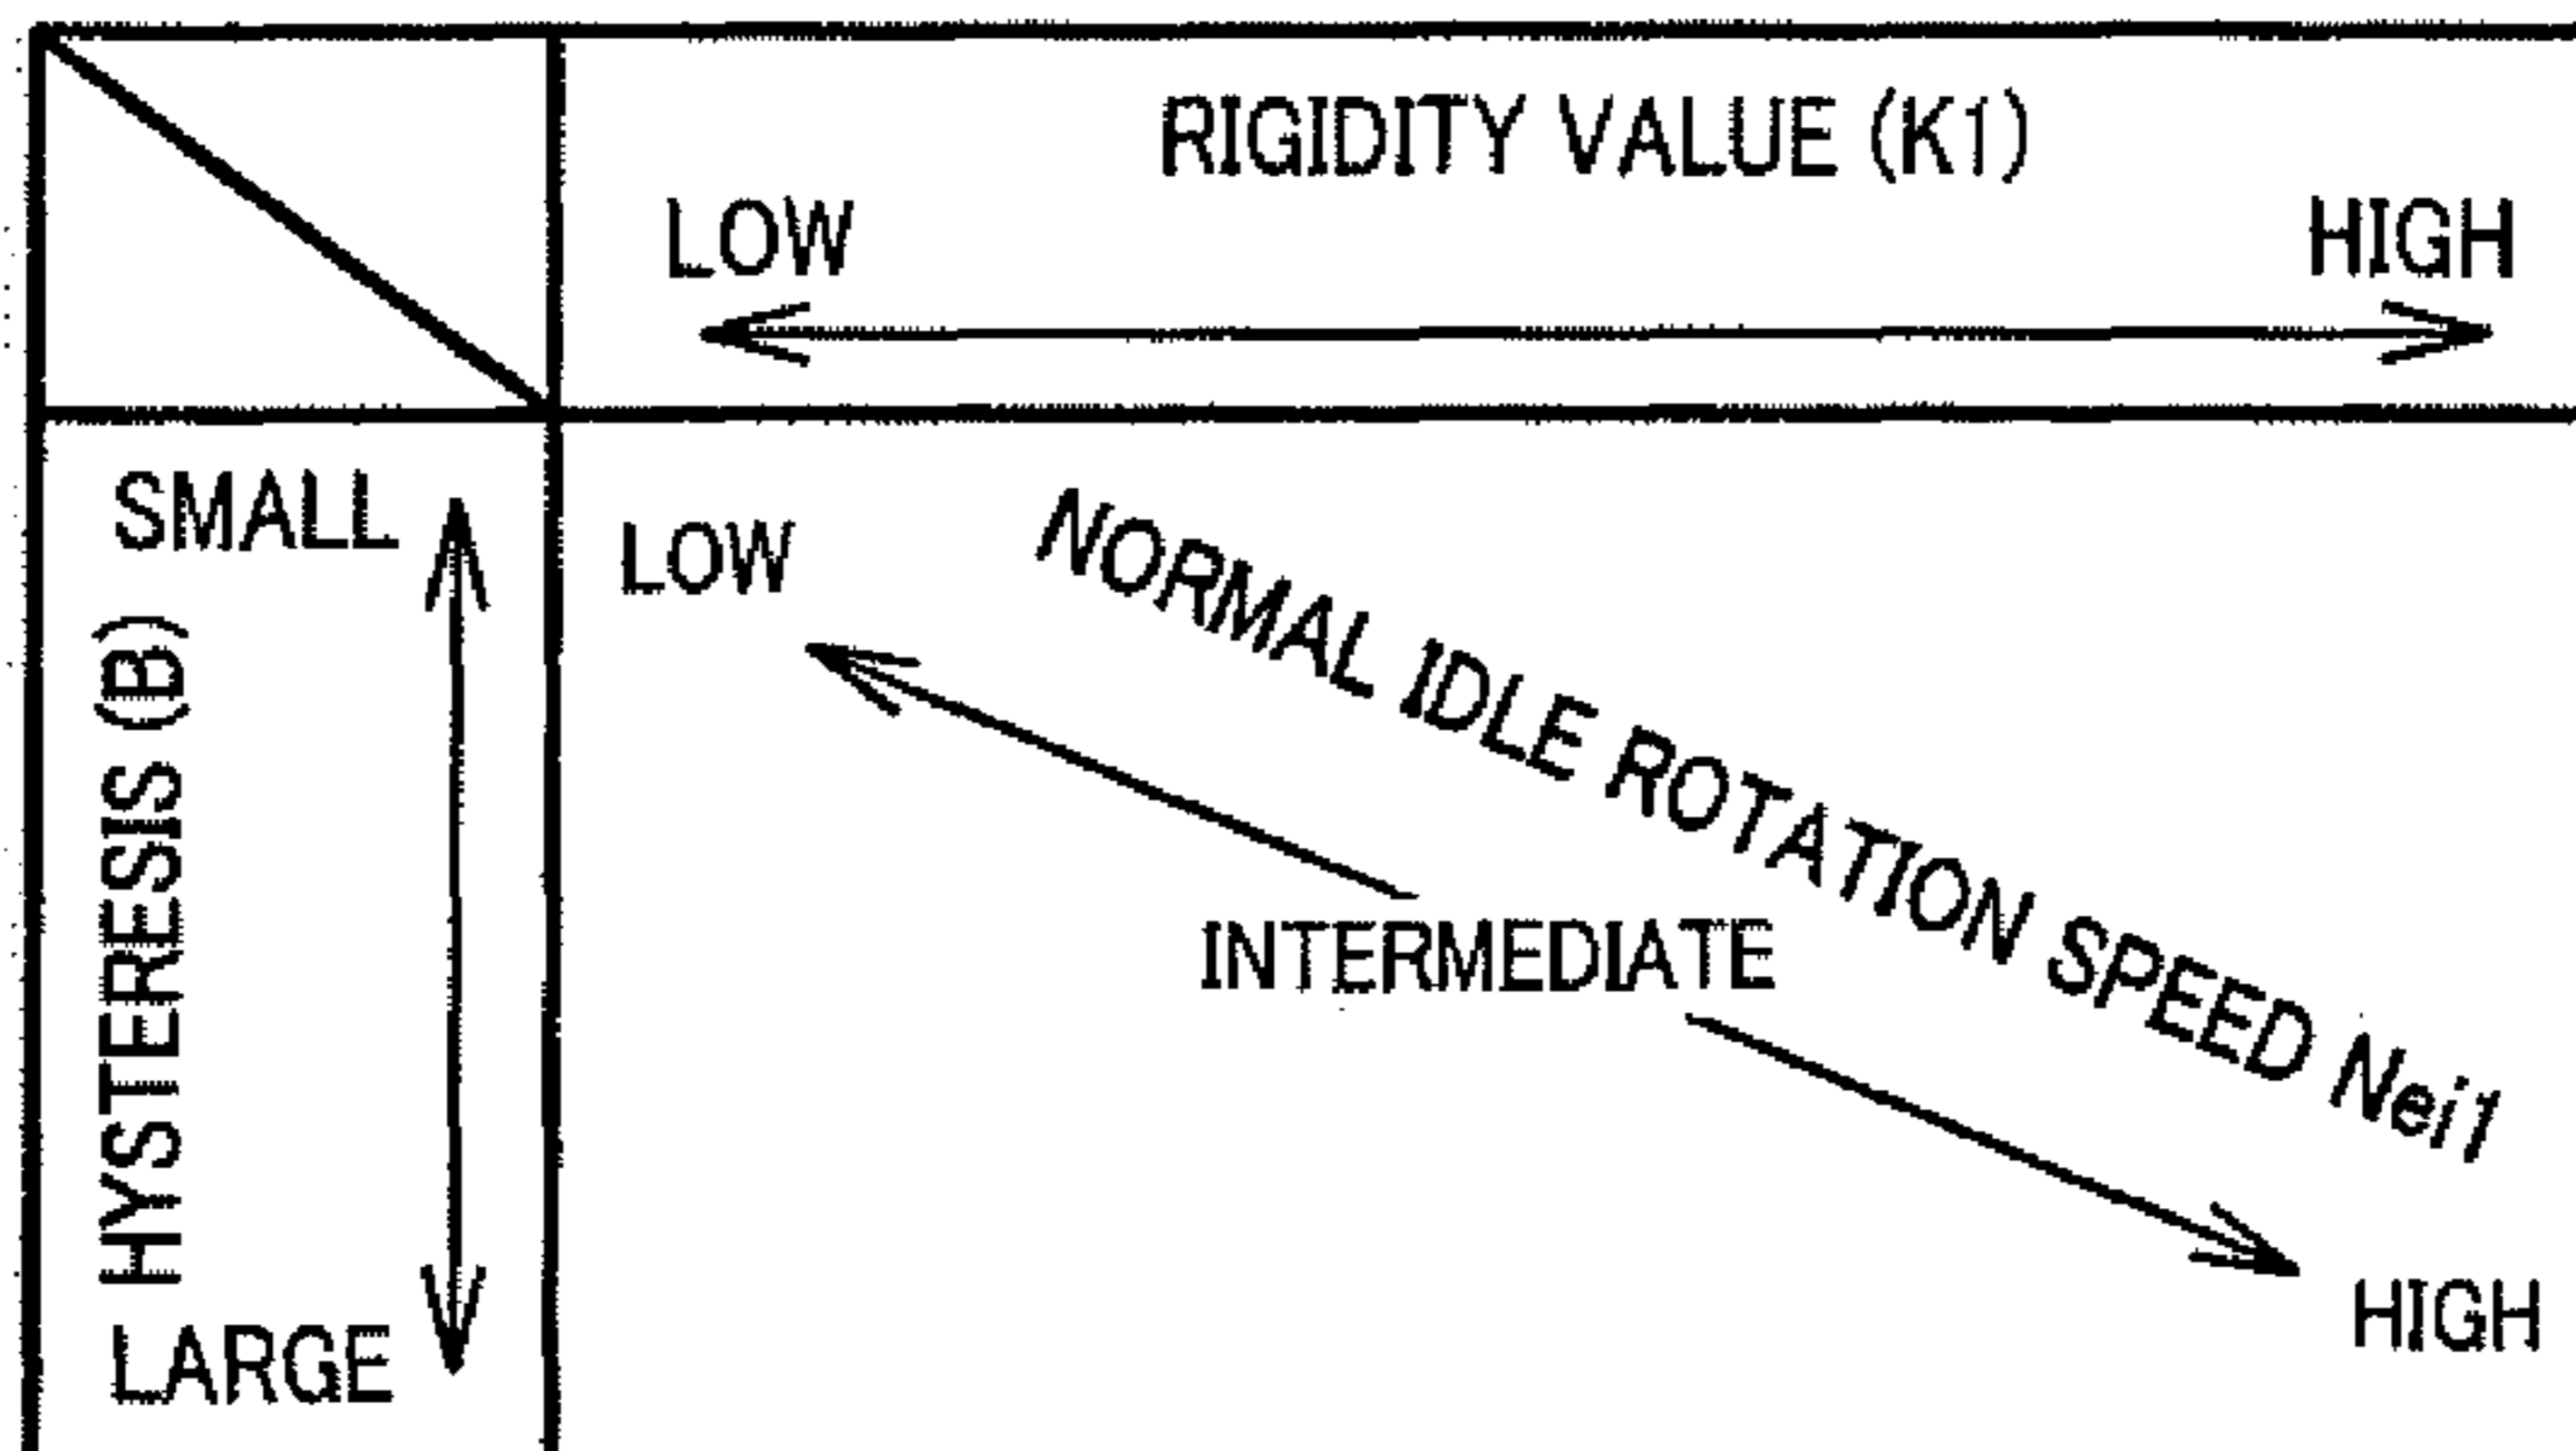 RIGIDITY VALUE (K1)
LOW HIGH
SMALL
HYSTERESIS (B)
LARGE
LOW
NORMAL IDLE ROTATION SPEED Nei1
INTERMEDIATE
HIGH